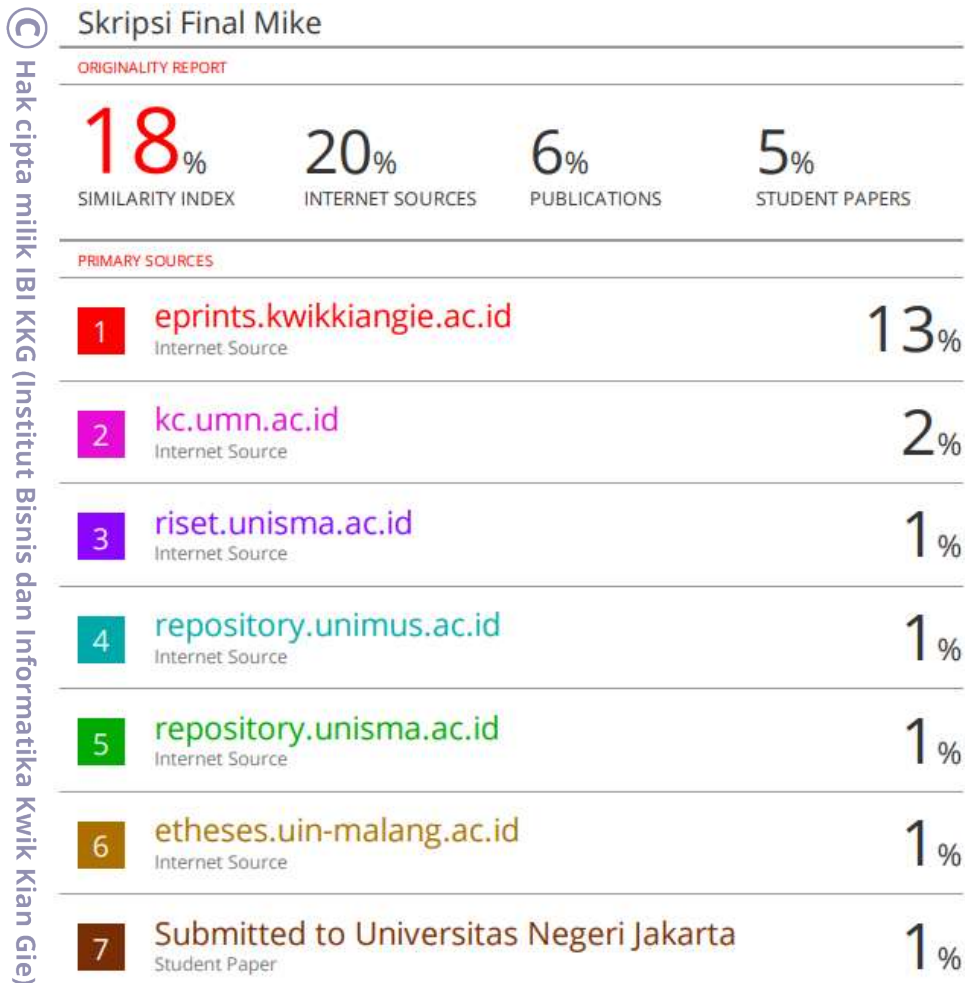 © Hak cipta milik IBI KKG (Institut Bisnis dan Informatika Kwik Kian Gie)
Skripsi Final Mike
ORIGINALITY REPORT
18% 20% 6% 5%
SIMILARITY INDEX INTERNET SOURCES PUBLICATIONS STUDENT PAPERS
PRIMARY SOURCES
1 eprints.kwikkiangie.ac.id 13%
Internet Source
2 kc.umn.ac.id 2%
Internet Source
3 riset.unisma.ac.id 1%
Internet Source
4 repository.unimus.ac.id 1%
Internet Source
5 repository.unisma.ac.id 1%
Internet Source
6 etheses.uin-malang.ac.id 1%
Internet Source
7 Submitted to Universitas Negeri Jakarta 1%
Student Paper